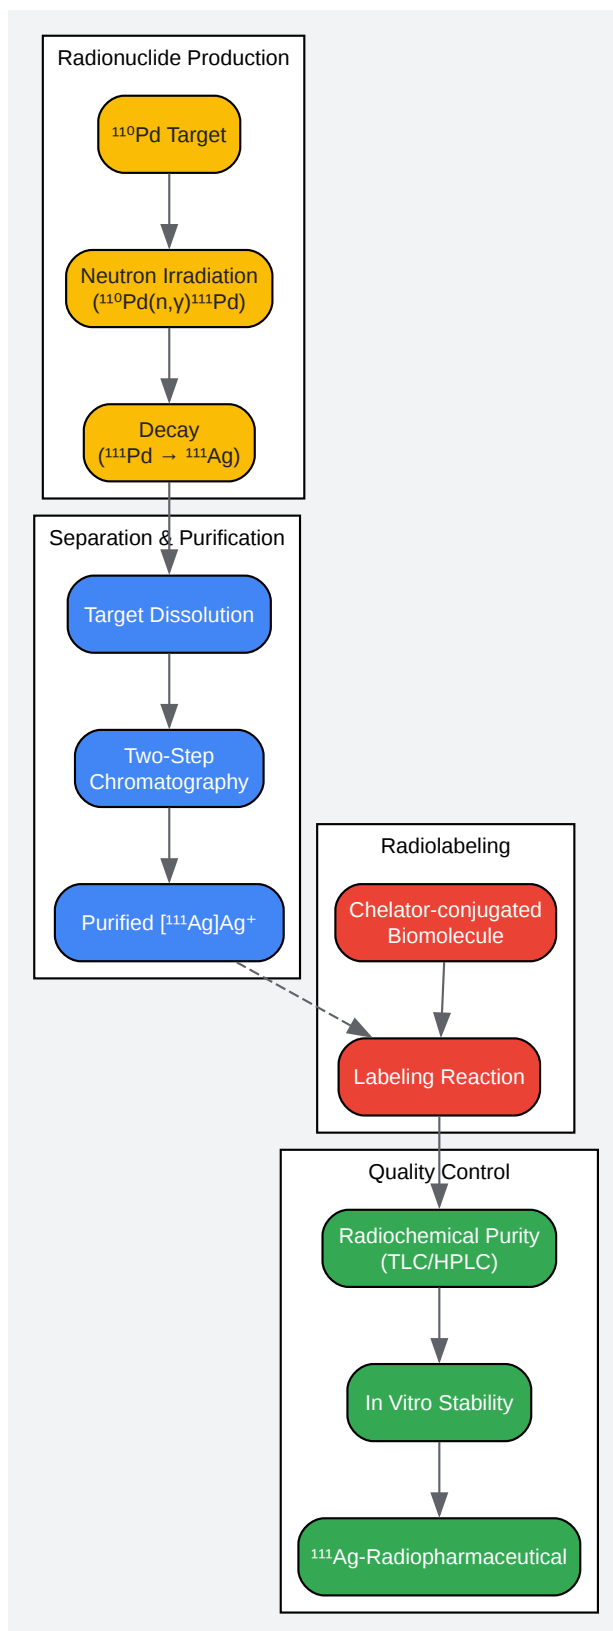 Radionuclide Production
¹¹⁰Pd Target
Neutron Irradiation
(¹¹⁰Pd(n,γ)¹¹¹Pd)
Decay
(¹¹¹Pd → ¹¹¹Ag)
Separation & Purification
Target Dissolution
Two-Step
Chromatography
Purified [¹¹¹Ag]Ag⁺
Radiolabeling
Chelator-conjugated
Biomolecule
Labeling Reaction
Quality Control
Radiochemical Purity
(TLC/HPLC)
In Vitro Stability
¹¹¹Ag-Radiopharmaceutical